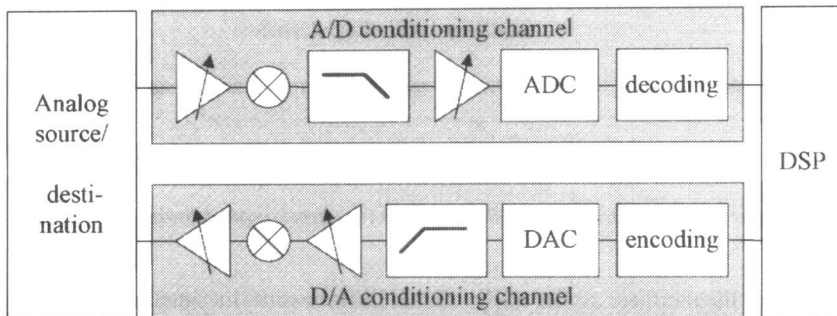 A/D conditioning channel
Analog
source/
desti-
nation
ADC
decoding
DSP
DAC
encoding
D/A conditioning channel